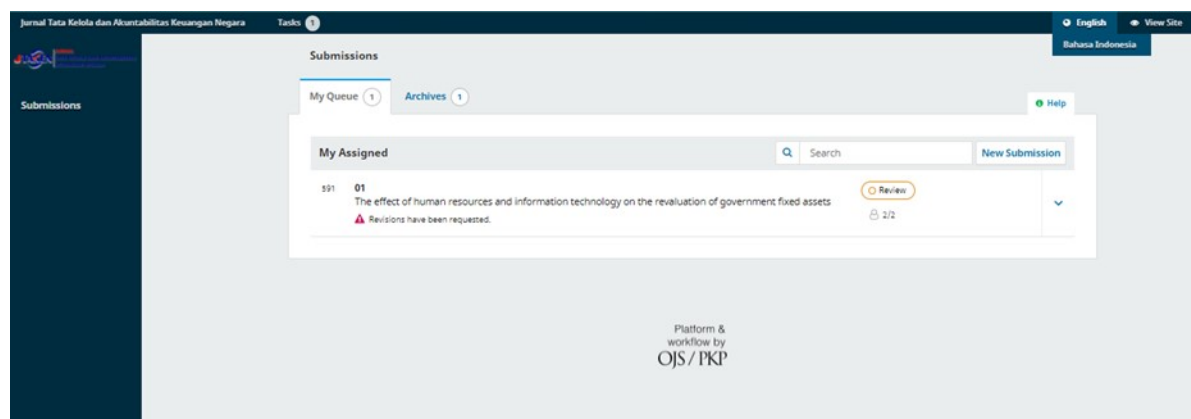 Jurnal Tata Kelola dan Akuntabilitas Keuangan Negara Tasks 1 English View Site
Bahasa Indonesia
Submissions
Submissions
My Queue 1 Archives 1
Help
My Assigned Search New Submission
591 01 Review
The effect of human resources and information technology on the revaluation of government fixed assets
Revisions have been requested. 2/2
Platform &
workflow by
OJS / PKP